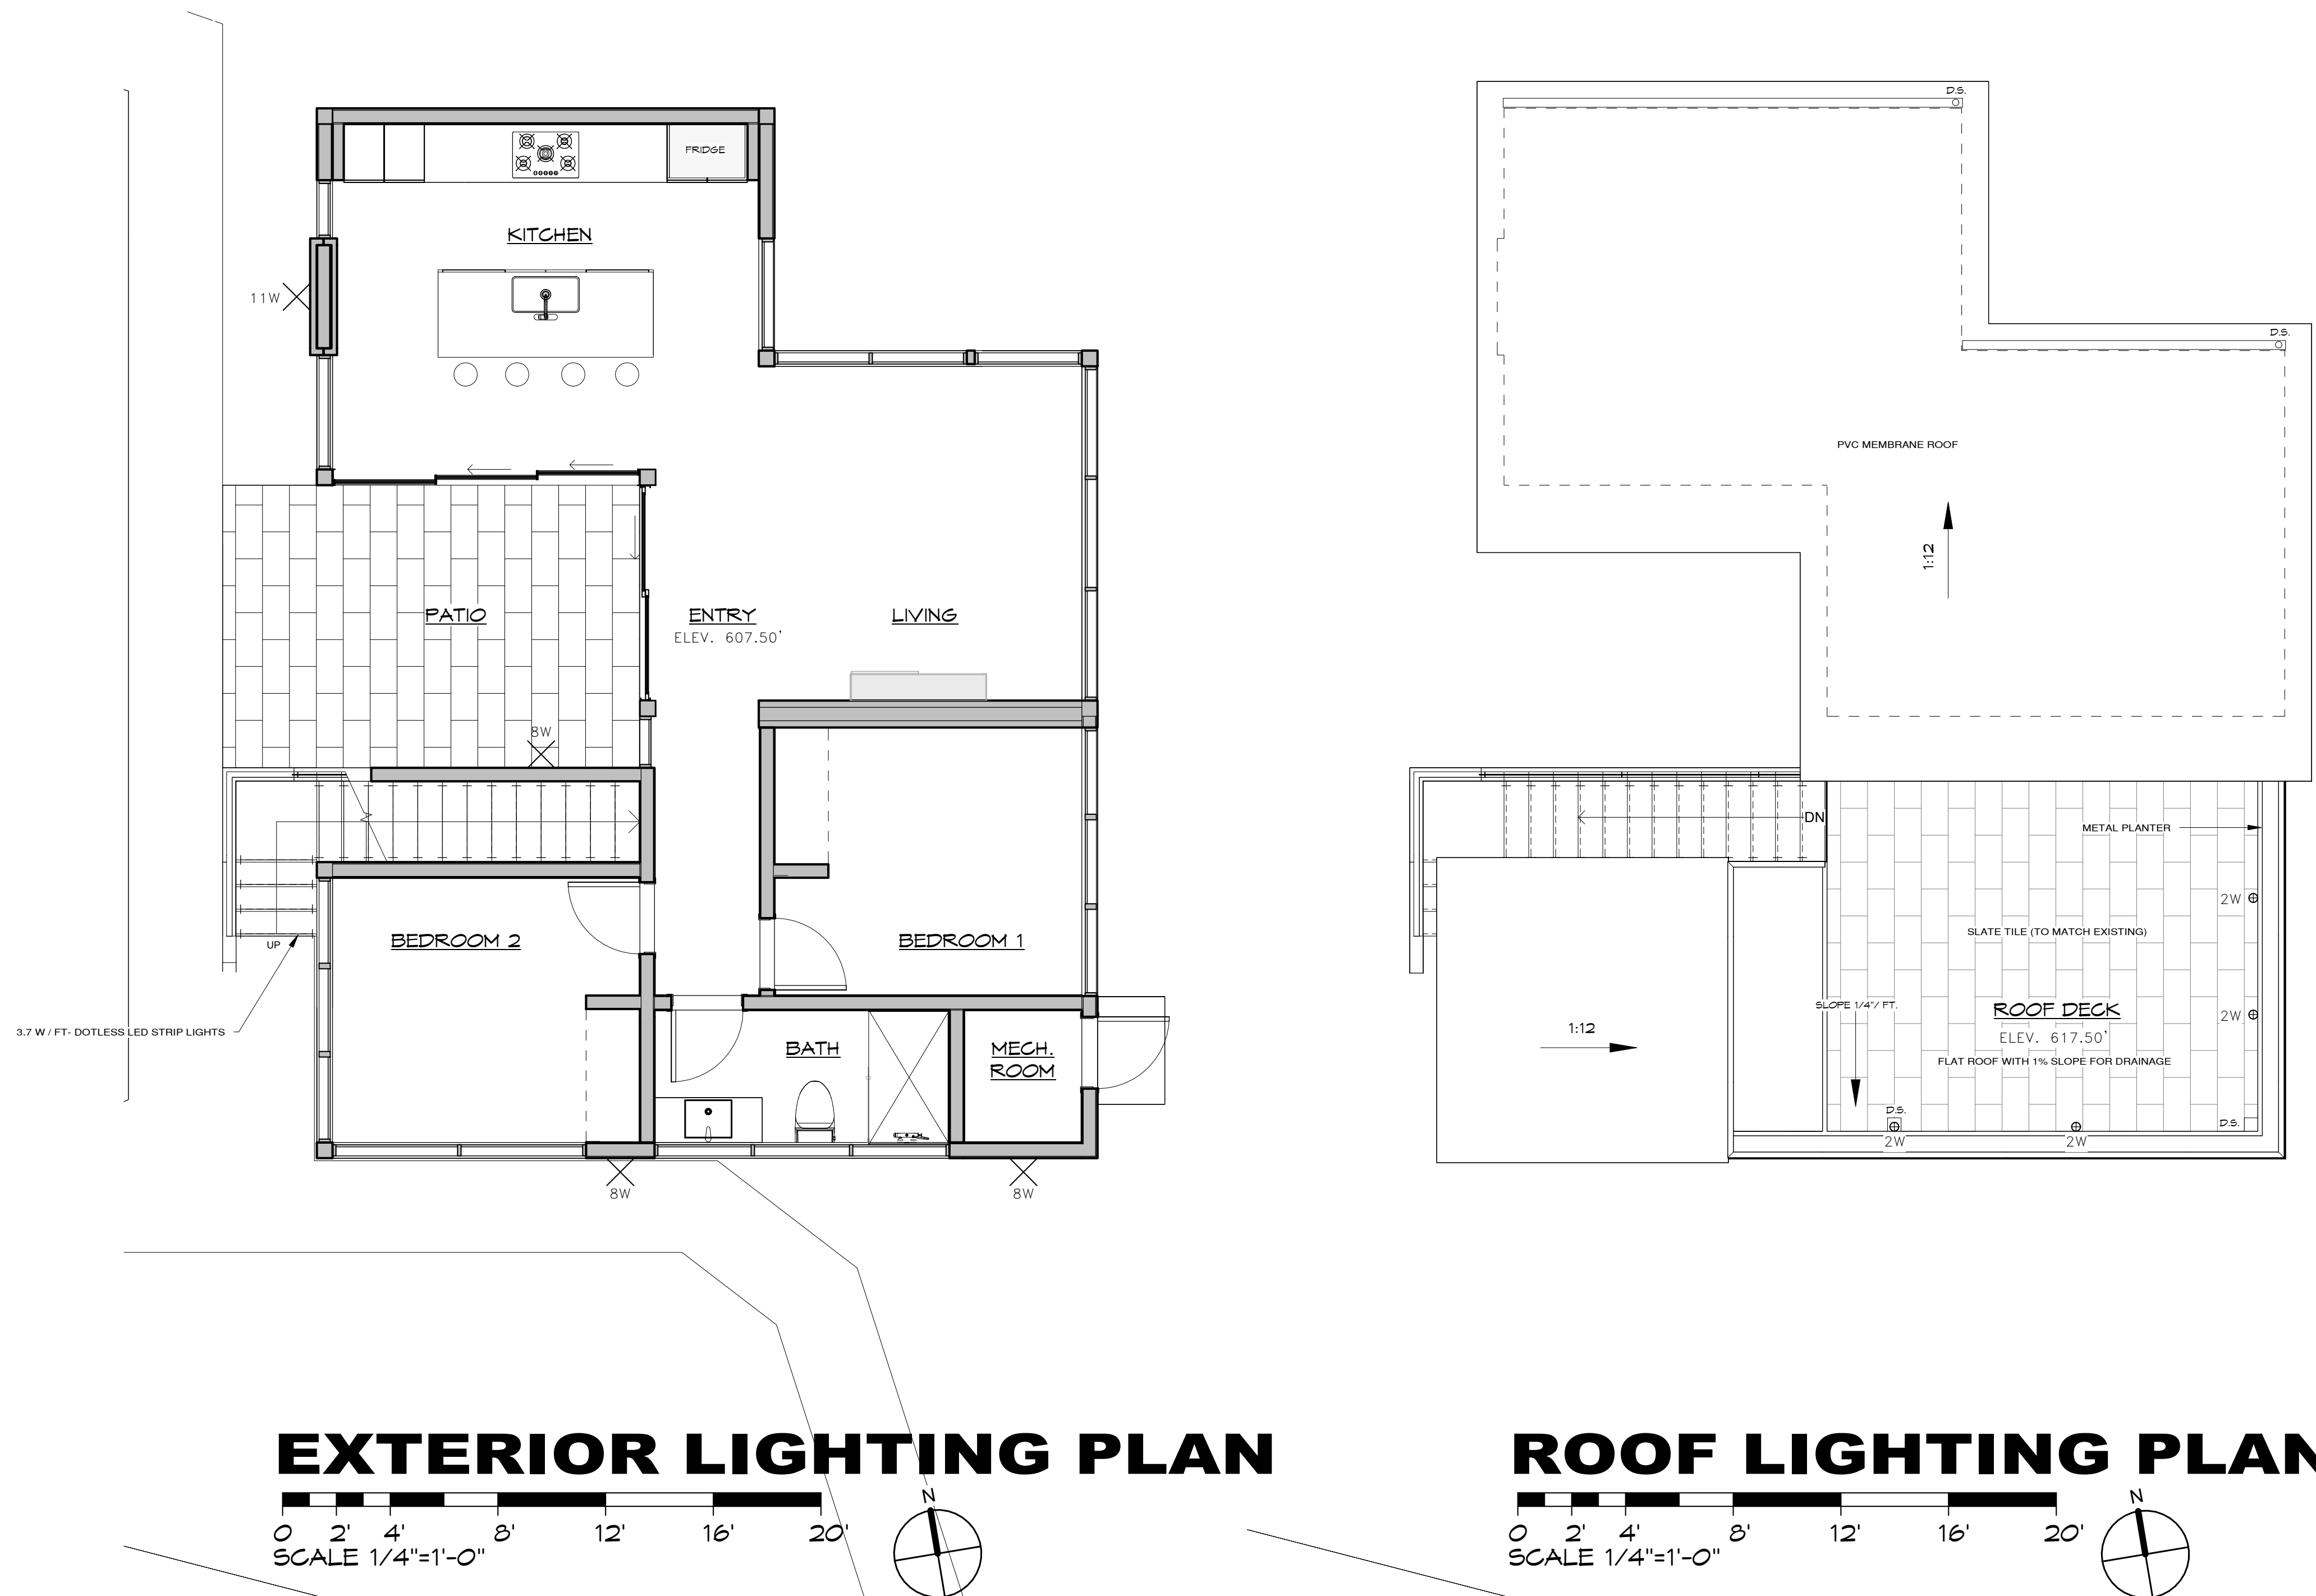 FRIDGE
KITCHEN
11W
PATIO
ENTRY
ELEV. 607.50'
LIVING
8W
BEDROOM 2
BEDROOM 1
UP
3.7 W / FT- DOTLESS LED STRIP LIGHTS
BATH
MECH.
ROOM
8W
8W
EXTERIOR LIGHTING PLAN
0 2' 4' 8' 12' 16' 20'
SCALE 1/4"=1'-0"
N
D.S.
D.S.
PVC MEMBRANE ROOF
1:12
DN
METAL PLANTER
2W
SLATE TILE (TO MATCH EXISTING)
SLOPE 1/4"/ FT.
ROOF DECK
2W
1:12
ELEV. 617.50'
FLAT ROOF WITH 1% SLOPE FOR DRAINAGE
D.S.
D.S.
2W
2W
ROOF LIGHTING PLAN
0 2' 4' 8' 12' 16' 20'
SCALE 1/4"=1'-0"
N